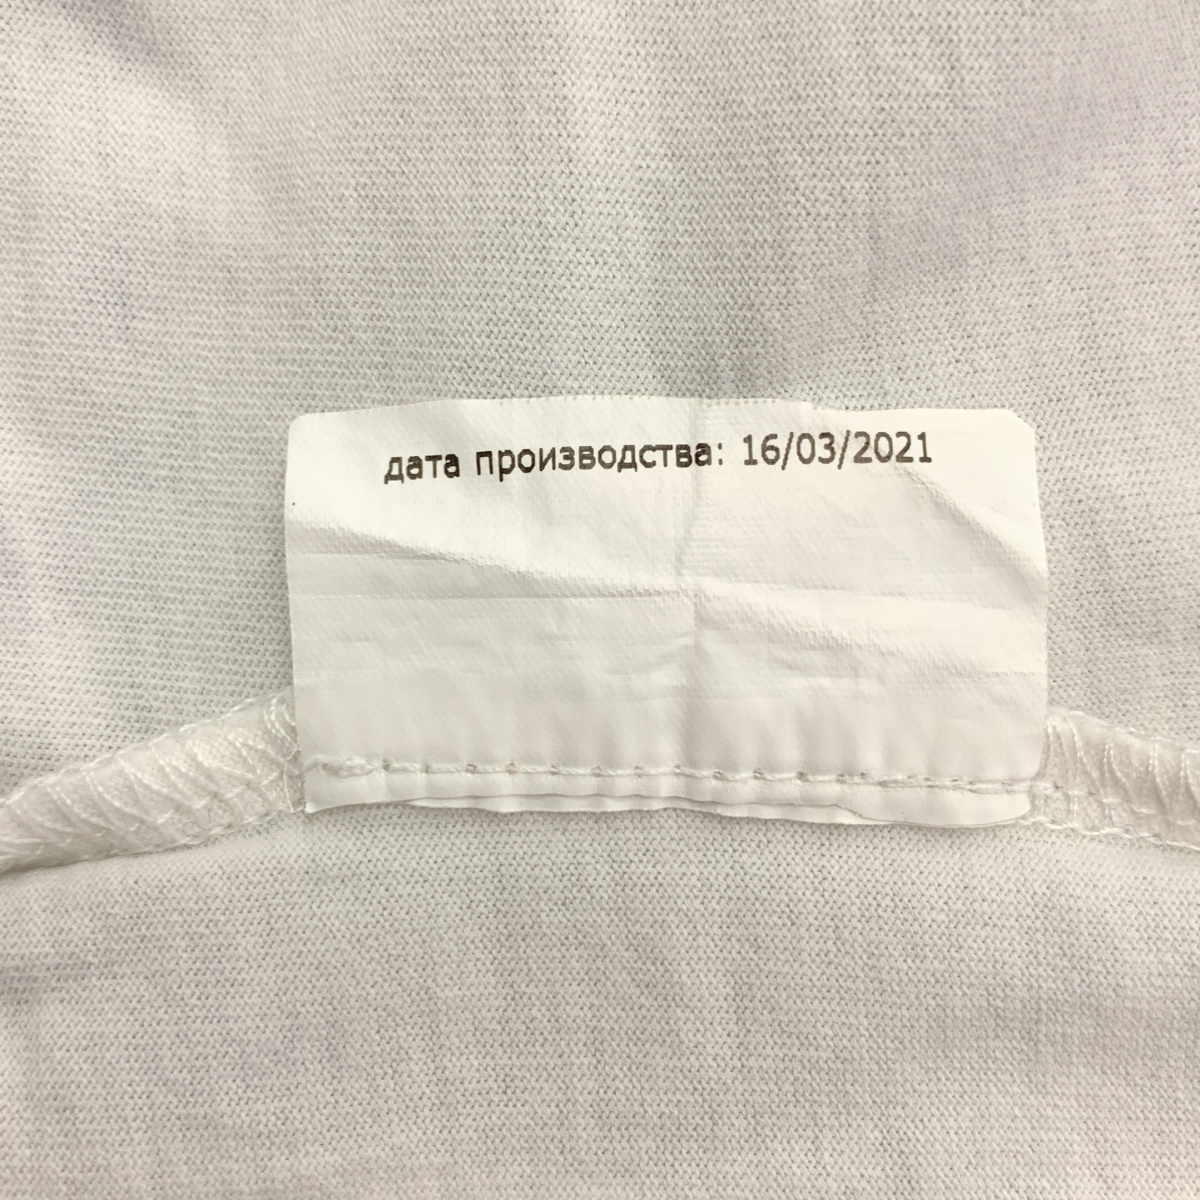 дата производства: 16/03/2021